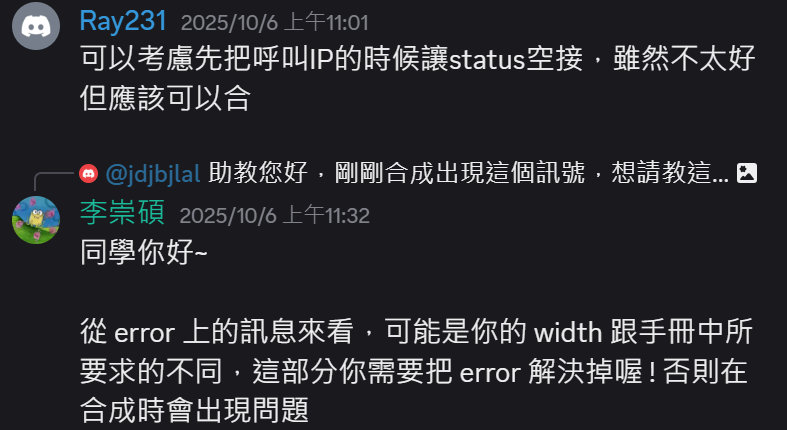 Ray231 2025/10/6 上午11:01
可以考慮先把呼叫IP的時候讓status空接，雖然不太好
但應該可以合
@jdjbjlal 助教您好，剛剛合成出現這個訊號，想請教這...
李崇碩 2025/10/6 上午11:32
同學你好~
從 error 上的訊息來看，可能是你的 width 跟手冊中所
要求的不同，這部分你需要把 error 解決掉喔 ! 否則在
合成時會出現問題